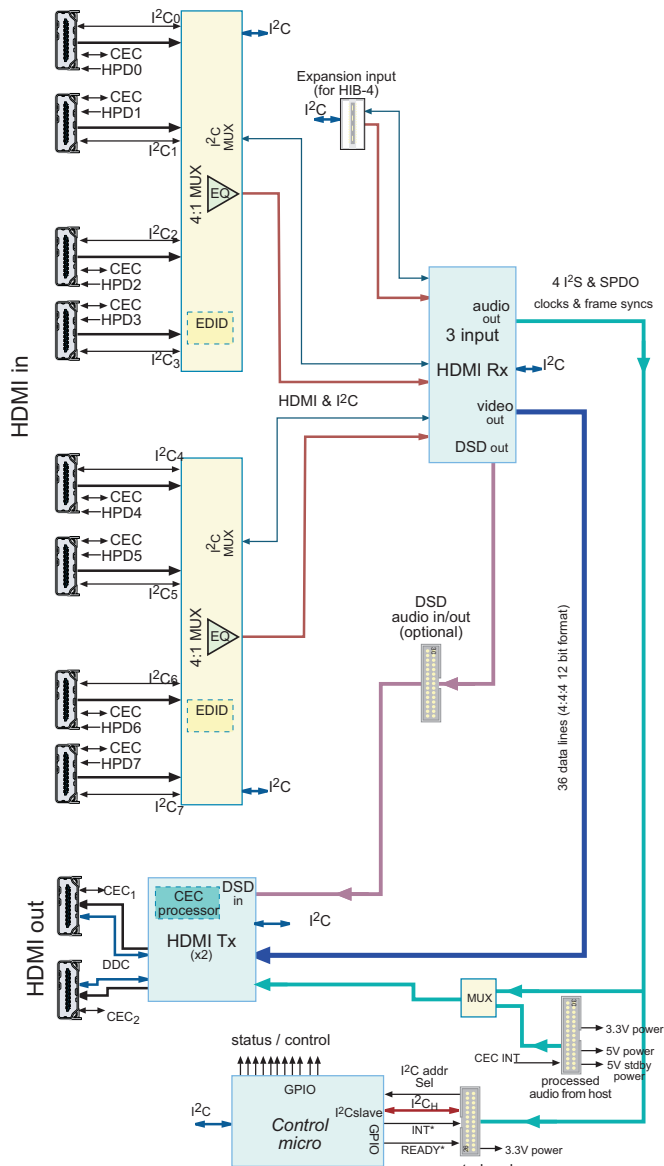 I2C0
CEC
HPD0
CEC
HPD1
I2C1
I2C2
CEC
HPD2
CEC
HPD3
I2C3
HDMI in
I2C
I2C
MUX
4:1 MUX
EQ
EDID
Expansion input
(for HIB-4)
I2C
4 I2S & SPDO
clocks & frame syncs
audio
out
3 input
HDMI Rx
video
out
DSD out
I2C
HDMI & I2C
I2C4
CEC
HPD4
CEC
HPD5
I2C5
I2C6
CEC
HPD6
CEC
HPD7
I2C7
I2C
MUX
4:1 MUX
EQ
EDID
I2C
DSD
audio in/out
(optional)
36 data lines (4:4:4 12 bit format)
HDMI out
CEC1
DDC
CEC2
CEC
processor
DSD
in
HDMI Tx
(x2)
I2C
MUX
3.3V power
5V power
5V stdby
power
CEC INT
processed
audio from host
status / control
GPIO
I2C
Control
micro
I2Cslave
GPIO
I2C addr
Sel
I2CH
INT*
READY*
3.3V power